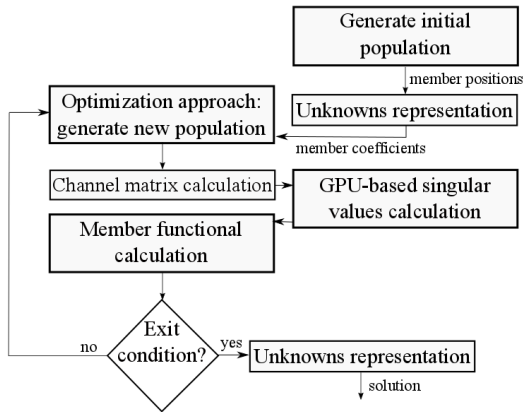 Generate initial
population
member positions
Unknowns representation
member coefficients
Optimization approach:
generate new population
Channel matrix calculation
GPU-based singular
values calculation
Member functional
calculation
Exit
condition?
no
yes
Unknowns representation
solution